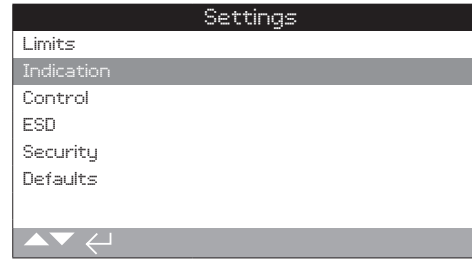 Settings
Limits
Indication
Control
ESD
Security
Defaults